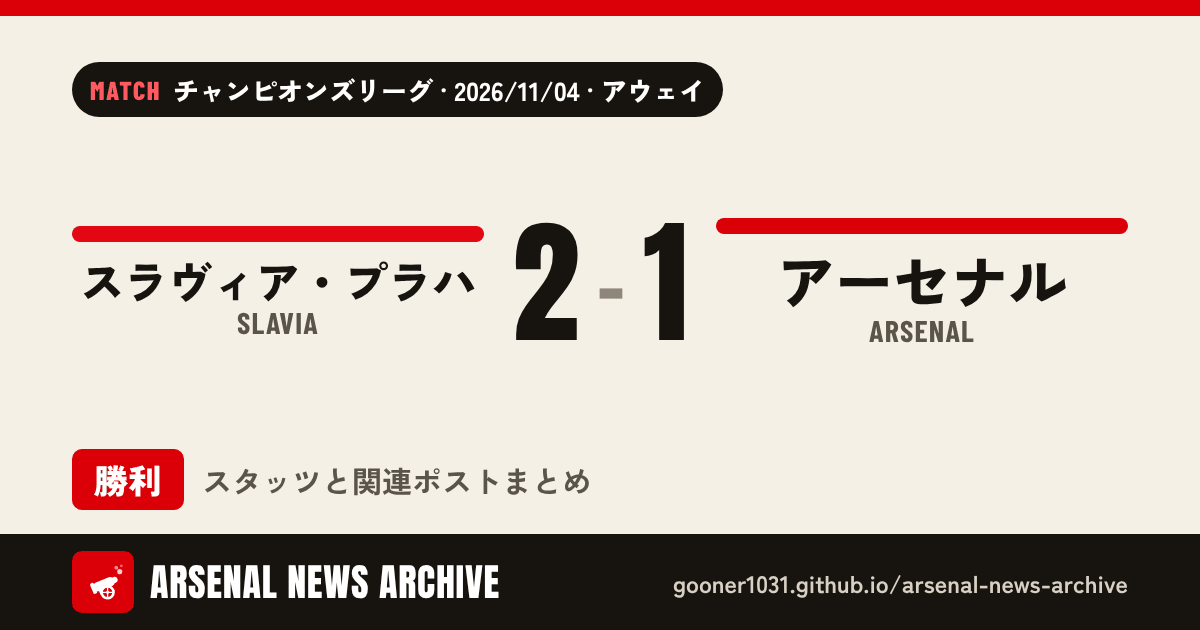 MATCH チャンピオンズリーグ · 2026/11/04 · アウェイ
スラヴィア・プラハ
SLAVIA
2 - 1
アーセナル
ARSENAL
勝利 スタッツと関連ポストまとめ
ARSENAL NEWS ARCHIVE
gooner1031.github.io/arsenal-news-archive